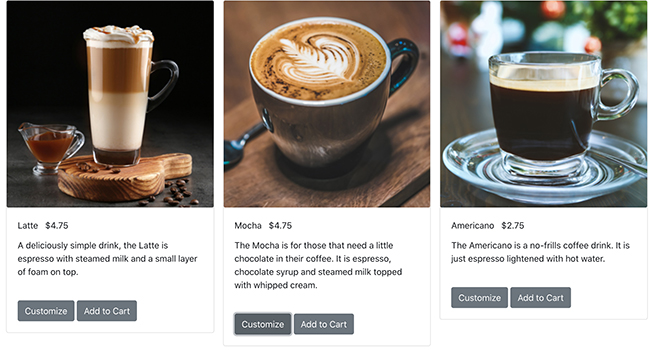 Latte $4.75
A deliciously simple drink, the Latte is
espresso with steamed milk and a small layer
of foam on top.
Customize
Add to Cart
Mocha $4.75
The Mocha is for those that need a little
chocolate in their coffee. It is espresso,
chocolate syrup and steamed milk topped
with whipped cream.
Customize
Add to Cart
Americano $2.75
The Americano is a no-frills coffee drink. It is
just espresso lightened with hot water.
Customize
Add to Cart